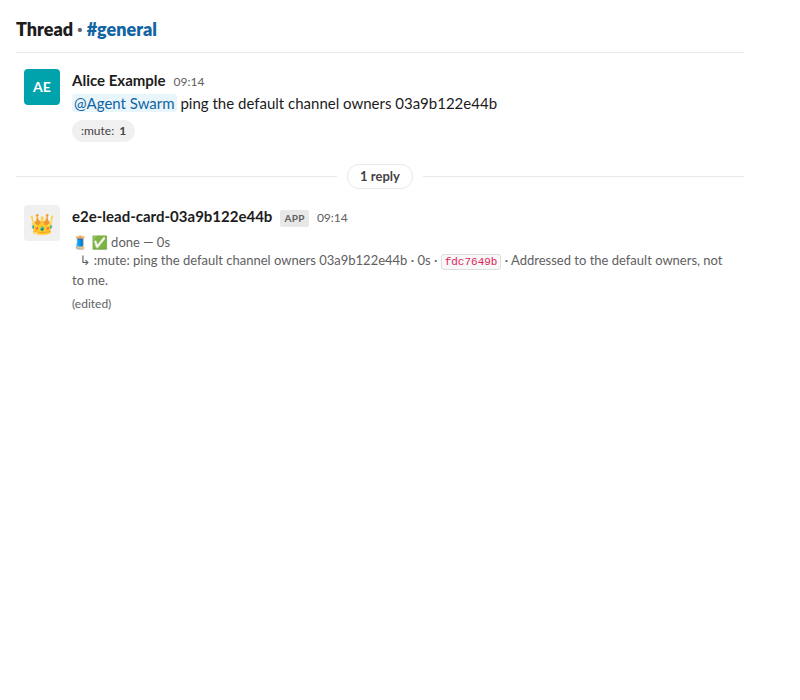 Thread • #general
AE
Alice Example 09:14
@Agent Swarm ping the default channel owners 03a9b122e44b
:mute: 1
1 reply
e2e-lead-card-03a9b122e44b APP 09:14
🧵 ✅ done — 0s
↳ :mute: ping the default channel owners 03a9b122e44b · 0s · fdc7649b · Addressed to the default owners, not
to me.
(edited)